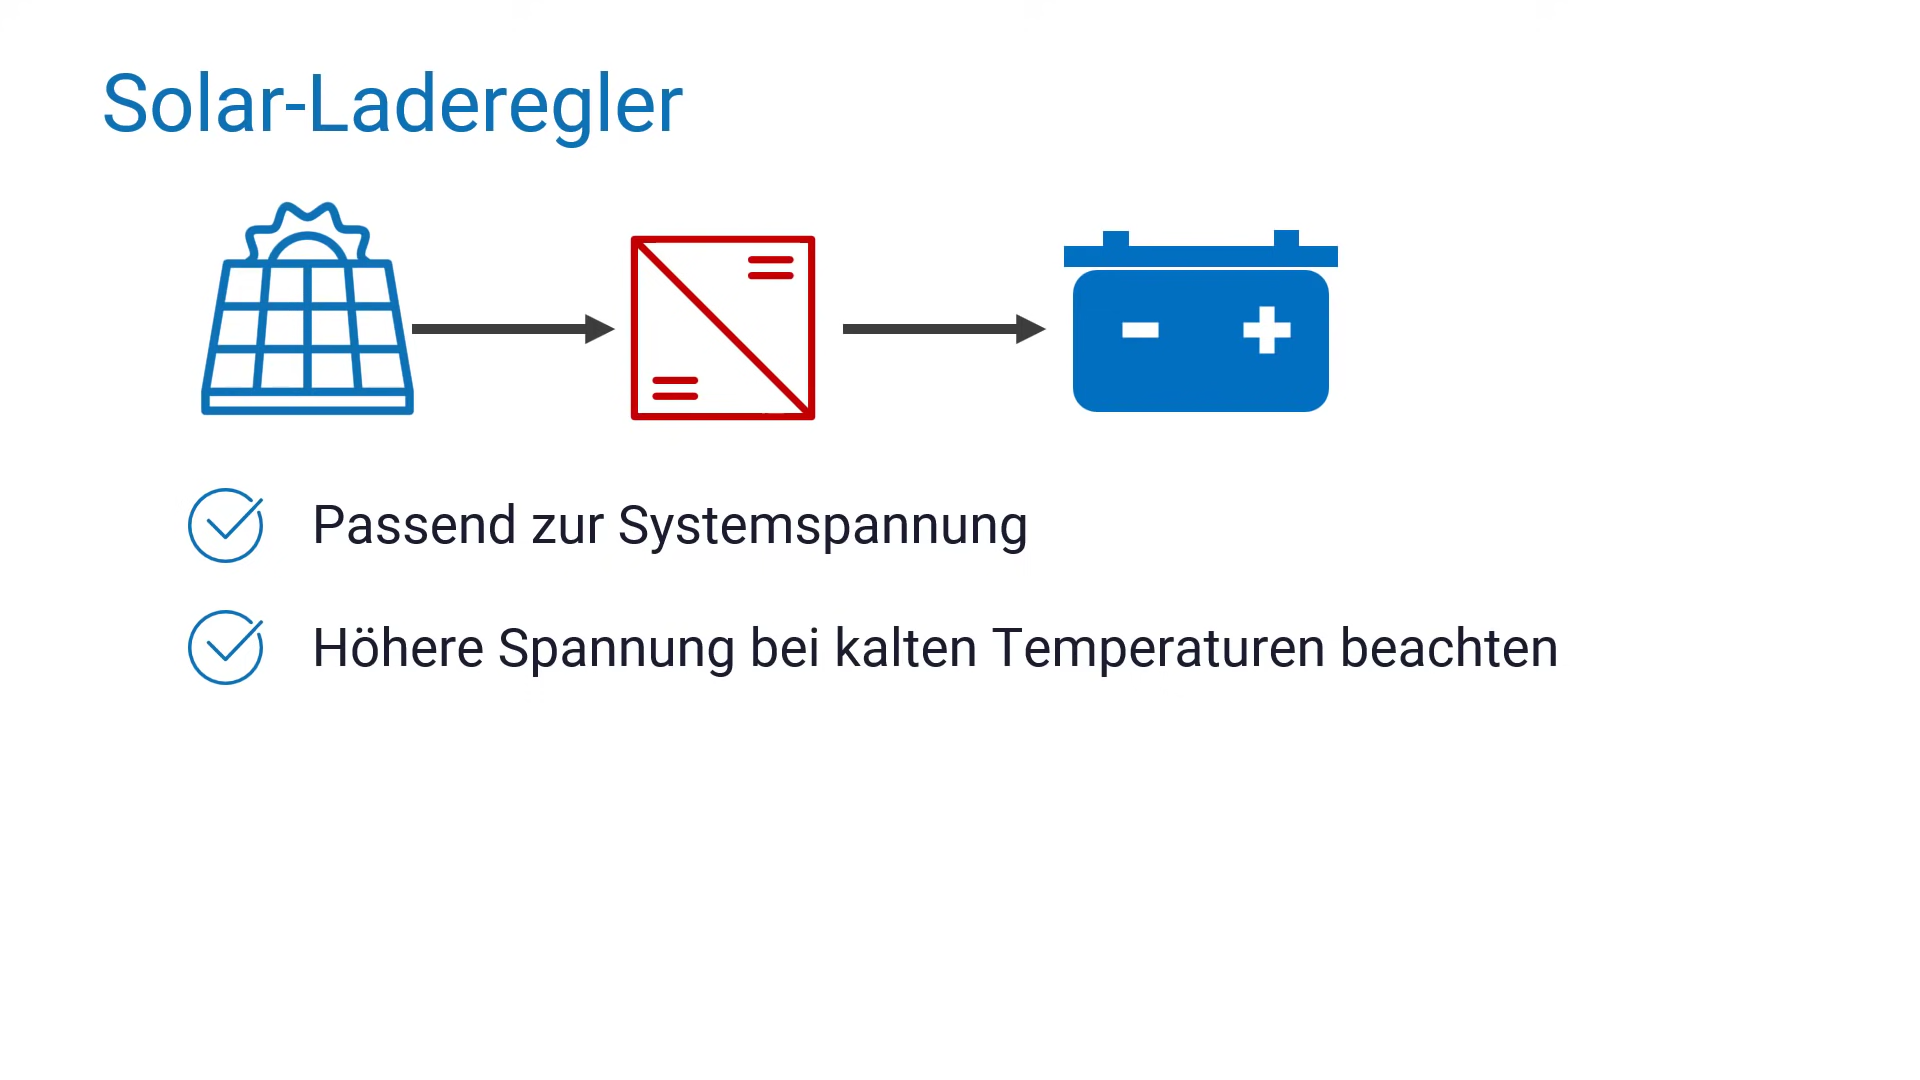 Solar-Laderegler
Passend zur Systemspannung
Höhere Spannung bei kalten Temperaturen beachten